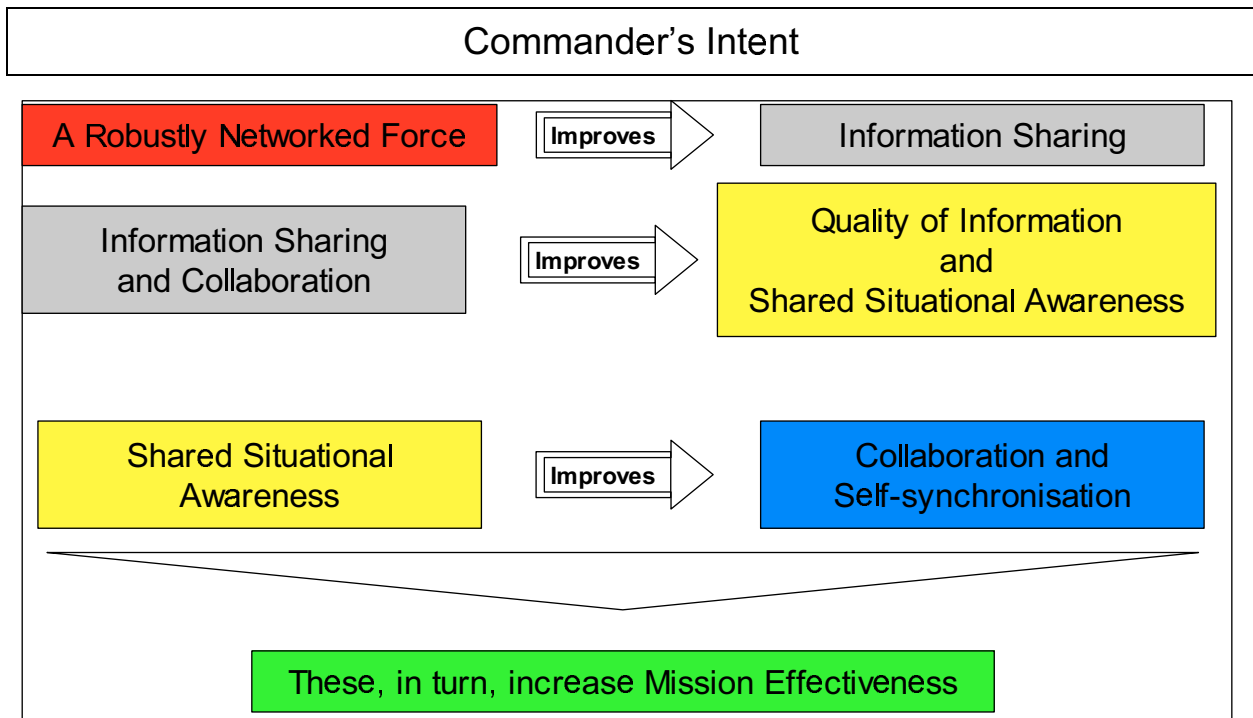 Commander’s Intent
A Robustly Networked Force
Improves
Information Sharing
Information Sharing
and Collaboration
Improves
Quality of Information
and
Shared Situational Awareness
Shared Situational
Awareness
Improves
Collaboration and
Self-synchronisation
These, in turn, increase Mission Effectiveness